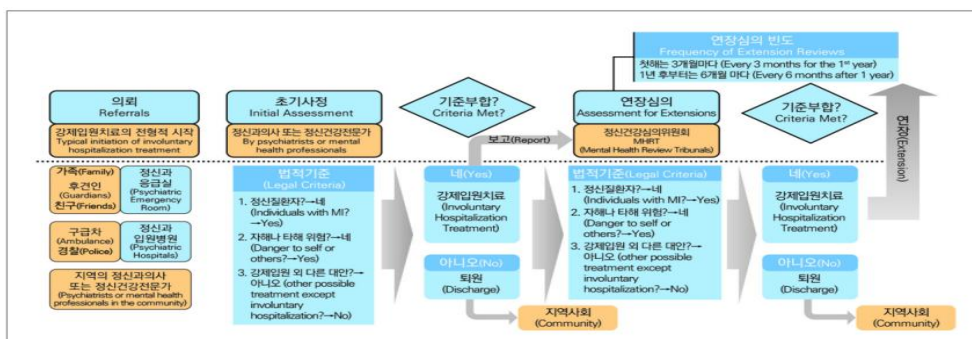 연장심의 빈도
Frequency of Extension Reviews
첫해는 3개월마다 (Every 3 months for the 1st year)
1년 후부터는 6개월 마다 (Every 6 months after 1 year)
의뢰
Referrals
강제입원치료의 전형적 시작
Typical initiation of involuntary
hospitalization treatment
초기사정
Initial Assessment
정신과의사 또는 정신건강전문가
By psychiatrists or mental
health professionals
기준부합?
Criteria Met?
보고(Report)
연장심의
Assessment for Extensions
정신건강심의위원회
MHRT
(Mental Health Review Tribunals)
기준부합?
Criteria Met?
연장(Extension)
가족(Family)
후견인
(Guardians)
친구(Friends)
정신과
응급실
(Psychiatric
Emergency
Room)
구급차
(Ambulance)
경찰(Police)
정신과
입원병원
(Psychiatric
Hospitals)
지역의 정신과의사
또는 정신건강전문가
(Psychiatrists or mental health
professionals in the community)
법적기준
(Legal Criteria)
1. 정신질환자?→네
(Individuals with MI?
→Yes)
2. 자해나 타해 위험?→네
(Danger to self or
others?→Yes)
3. 강제입원 외 다른 대안?→
아니오 (other possible
treatment except
involuntary
hospitalization?→No)
네(Yes)
강제입원치료
(Involuntary
Hospitalization
Treatment)
아니오(No)
퇴원
(Discharge)
지역사회
(Community)
법적기준(Legal Criteria)
1. 정신질환자?→네
(Individuals with MI?→
Yes)
2. 자해나 타해 위험?→네
(Danger to self or
others?→Yes)
3. 강제입원 외 다른 대안?→
아니오 (other possible
treatment except
involuntary
hospitalization?→No)
네(Yes)
강제입원치료
(Involuntary
Hospitalization
Treatment)
아니오(No)
퇴원
(Discharge)
지역사회
(Community)